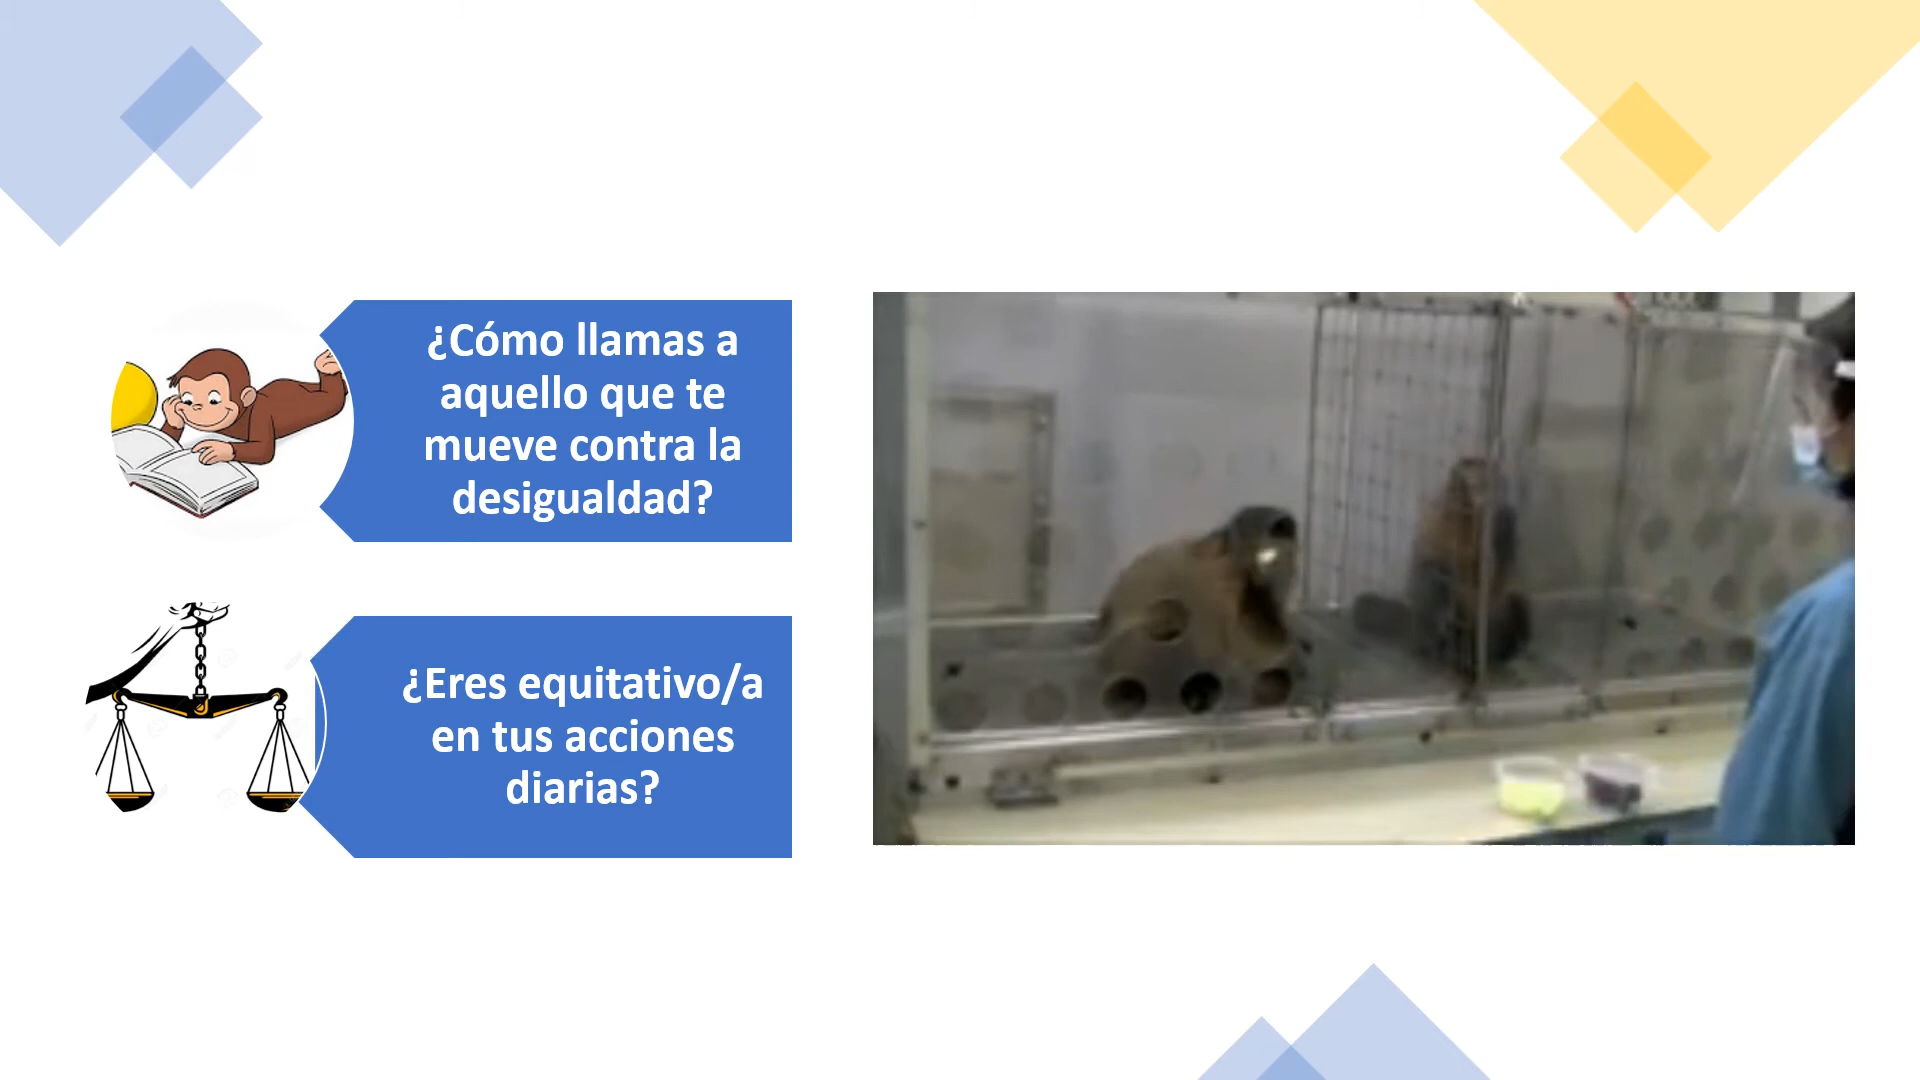 ¿Cómo llamas a
aquello que te
mueve contra la
desigualdad?
¿Eres equitativo/a
en tus acciones
diarias?